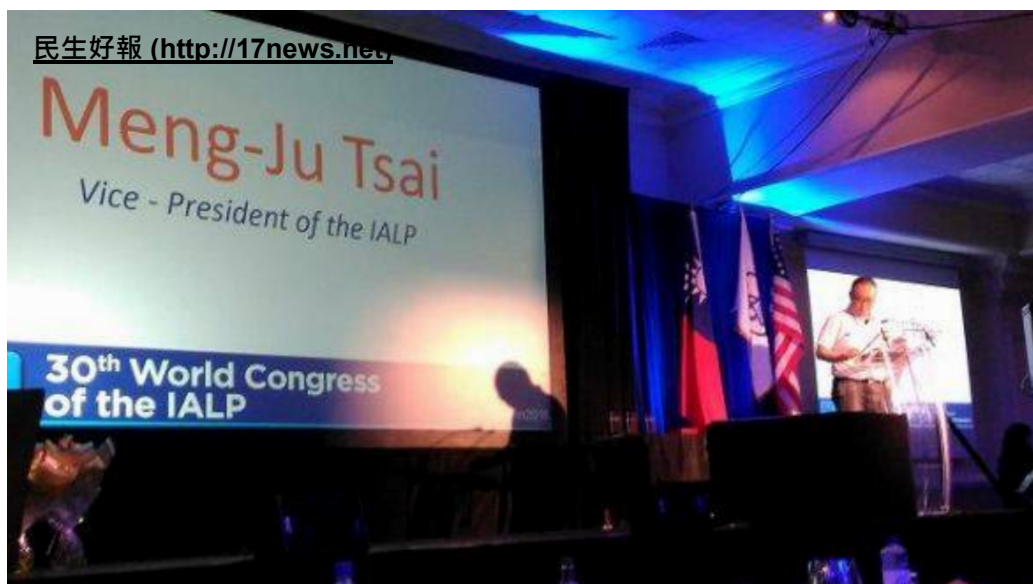 民生好報 (http://17news.net)
Meng-Ju Tsai
Vice - President of the IALP
30th World Congress
of the IALP